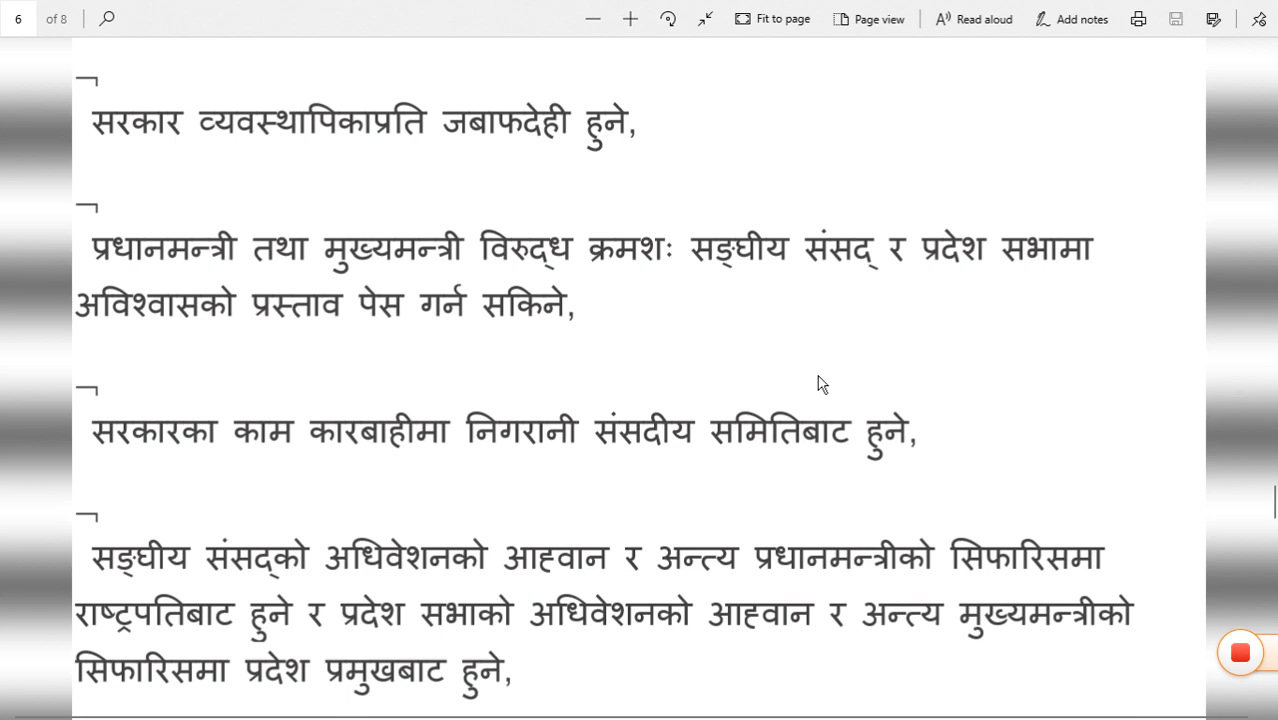 6 of 8 Fit to page Page view Read aloud Add notes
¬
सरकार व्यवस्थापिकाप्रति जबाफदेही हुने,
¬
प्रधानमन्त्री तथा मुख्यमन्त्री विरुद्ध क्रमशः सङ्घीय संसद् र प्रदेश सभामा
अविश्वासको प्रस्ताव पेस गर्न सकिने,
¬
सरकारका काम कारबाहीमा निगरानी संसदीय समितिबाट हुने,
¬
सङ्घीय संसद्को अधिवेशनको आह्वान र अन्त्य प्रधानमन्त्रीको सिफारिसमा
राष्ट्रपतिबाट हुने र प्रदेश सभाको अधिवेशनको आह्वान र अन्त्य मुख्यमन्त्रीको
सिफारिसमा प्रदेश प्रमुखबाट हुने,